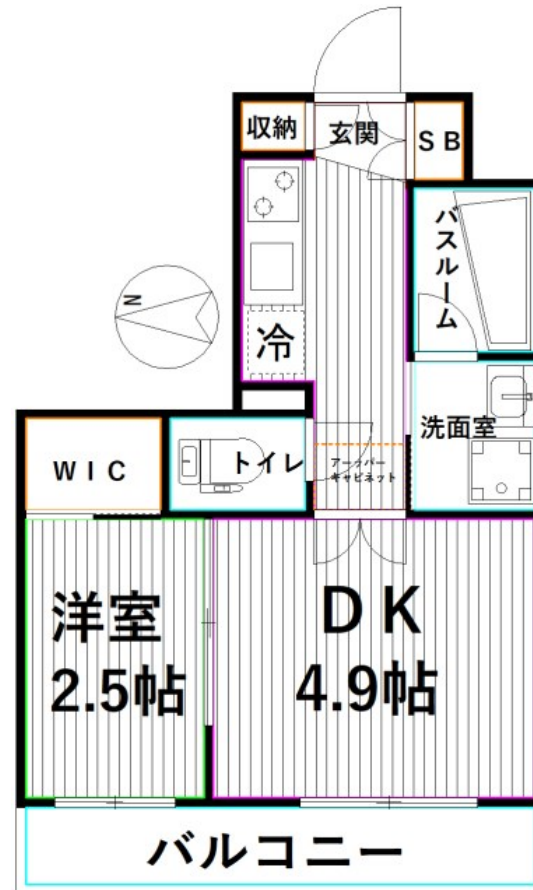 収納
玄関
SB
バスルーム
N
冷
洗面室
WIC
トイレ
アーッパー
キャビネット
洋室
2.5帖
DK
4.9帖
バルコニー